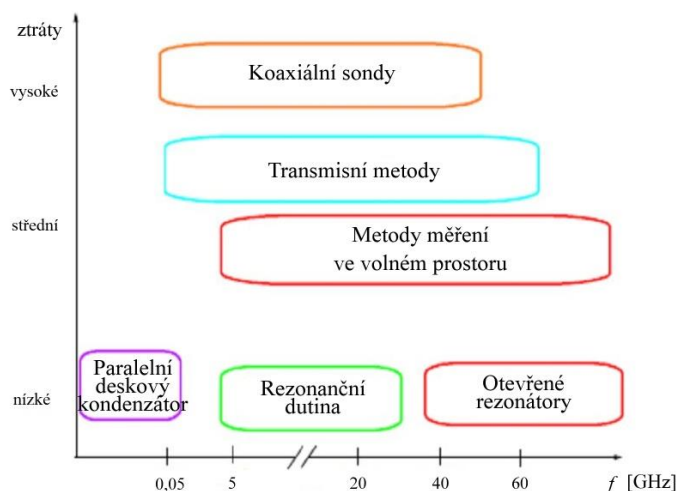 ztráty
Koaxiální sondy
vysoké
Transmisní metody
střední
Metody měření
ve volném prostoru
Paralelní
deskový
kondenzátor
Rezonanční
dutina
Otevřené
rezonátory
nízké
0,05 5 20 40 60 f [GHz]